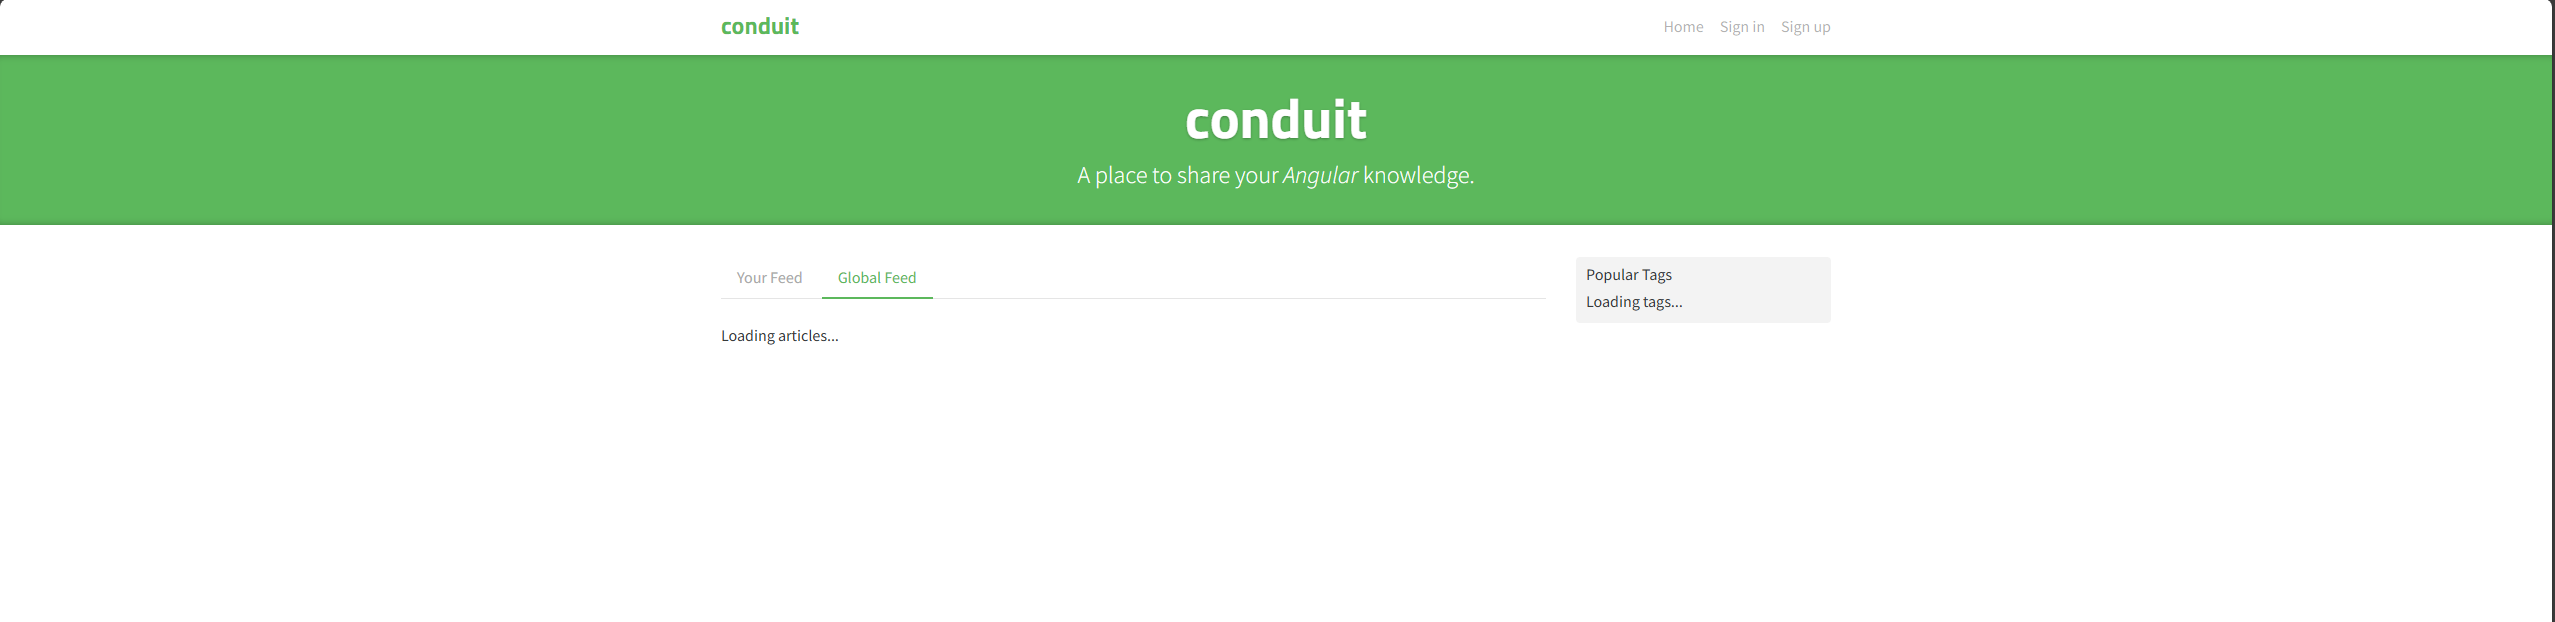 conduit
Home Sign in Sign up
conduit
A place to share your Angular knowledge.
Your Feed Global Feed
Loading articles...
Popular Tags
Loading tags...